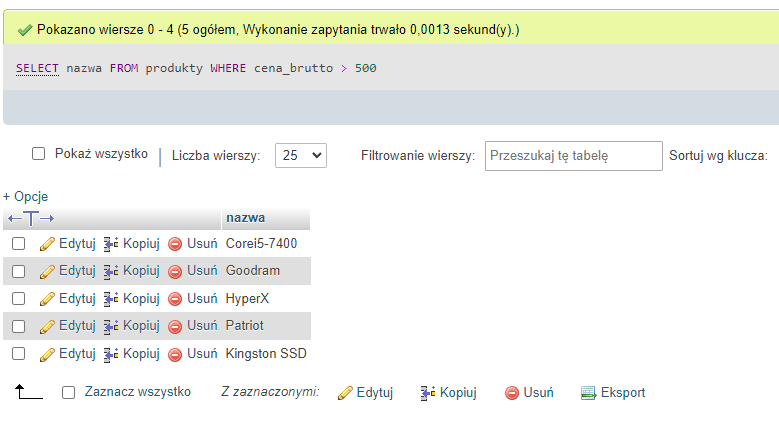 Pokazano wiersze 0 - 4 (5 ogółem, Wykonanie zapytania trwało 0,0013 sekund(y).)
SELECT nazwa FROM produkty WHERE cena_brutto > 500
Pokaż wszystko | Liczba wierszy: 25 Filtrowanie wierszy: Przeszukaj tę tabelę Sortuj wg klucza:
+ Opcje
←T→ nazwa
Edytuj Kopiuj Usuń Corei5-7400
Edytuj Kopiuj Usuń Goodram
Edytuj Kopiuj Usuń HyperX
Edytuj Kopiuj Usuń Patriot
Edytuj Kopiuj Usuń Kingston SSD
Zaznacz wszystko Z zaznaczonymi: Edytuj Kopiuj Usuń Eksport